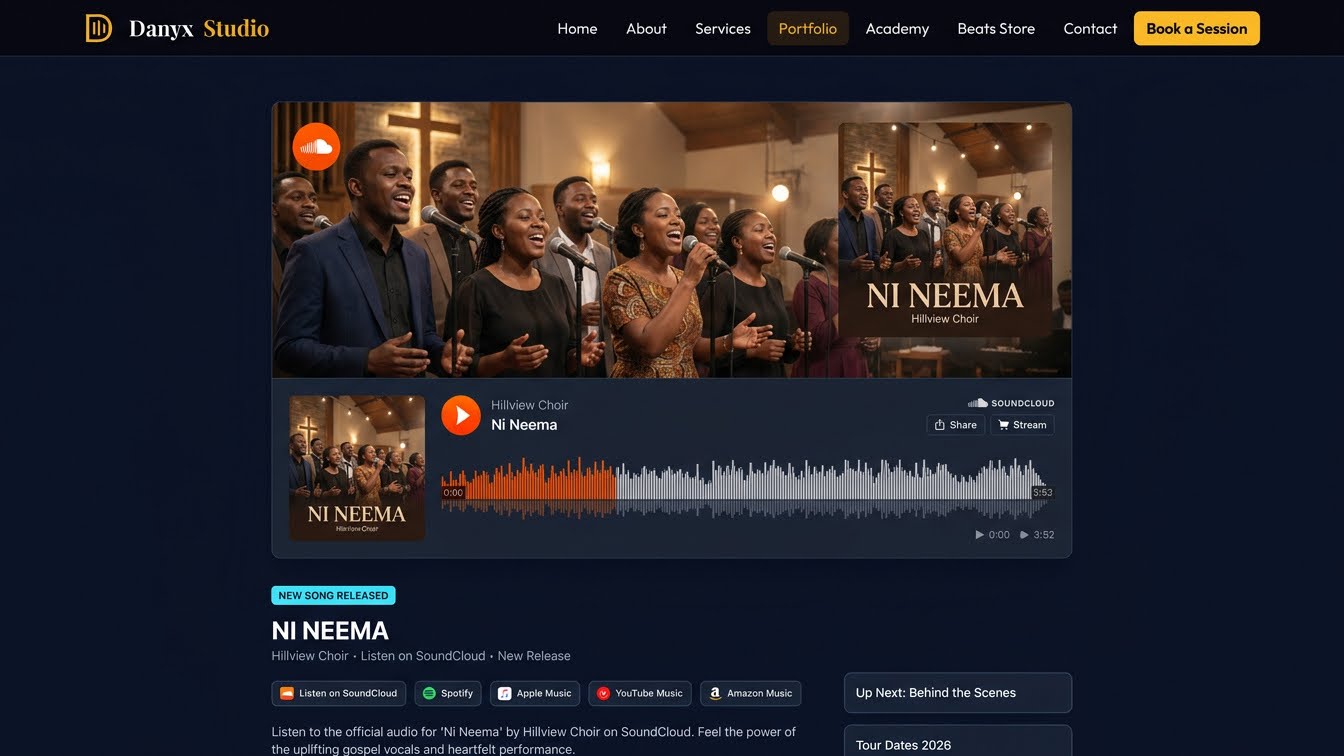 Danyx Studio
Home About Services Portfolio Academy Beats Store Contact Book a Session
NI NEEMA
Hillview Choir
Hillview Choir
Ni Neema
SOUNDCLOUD
Share Stream
0:00
5:53
NI NEEMA
Hillview Choir
0:00 3:52
NEW SONG RELEASED
NI NEEMA
Hillview Choir • Listen on SoundCloud • New Release
Listen on SoundCloud Spotify Apple Music YouTube Music Amazon Music
Up Next: Behind the Scenes
Listen to the official audio for 'Ni Neema' by Hillview Choir on SoundCloud. Feel the power of
the uplifting gospel vocals and heartfelt performance.
Tour Dates 2026